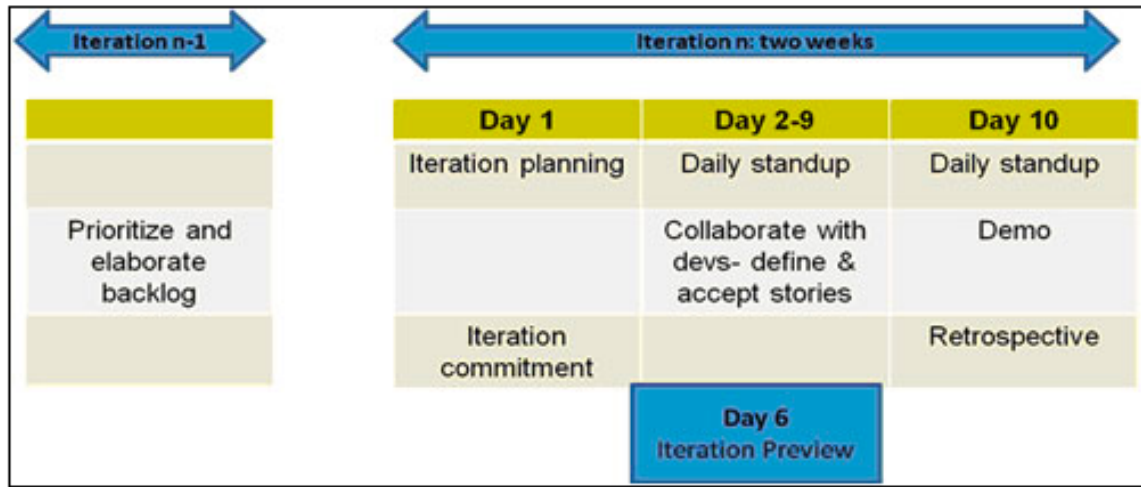 Iteration n-1
Iteration n: two weeks
Day 1
Day 2-9
Day 10
Iteration planning
Daily standup
Daily standup
Prioritize and
elaborate
backlog
Collaborate with
devs- define &
accept stories
Demo
Iteration
commitment
Retrospective
Day 6
Iteration Preview